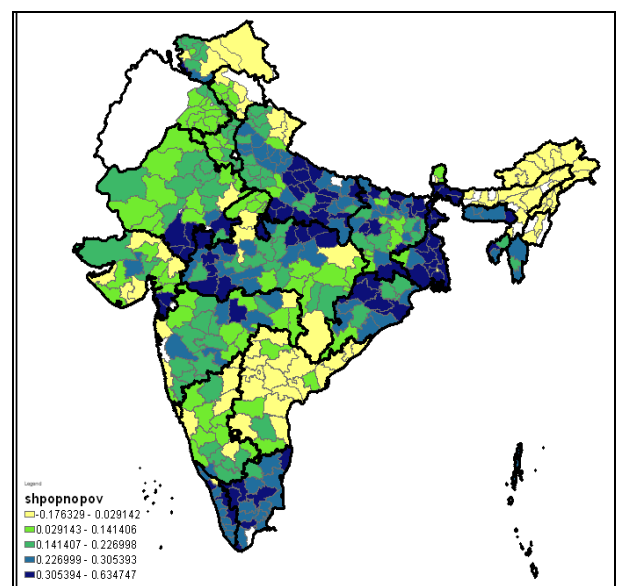 Legend
shpopnopov
-0.176329 - 0.029142
0.029143 - 0.141406
0.141407 - 0.226998
0.226999 - 0.305393
0.305394 - 0.634747